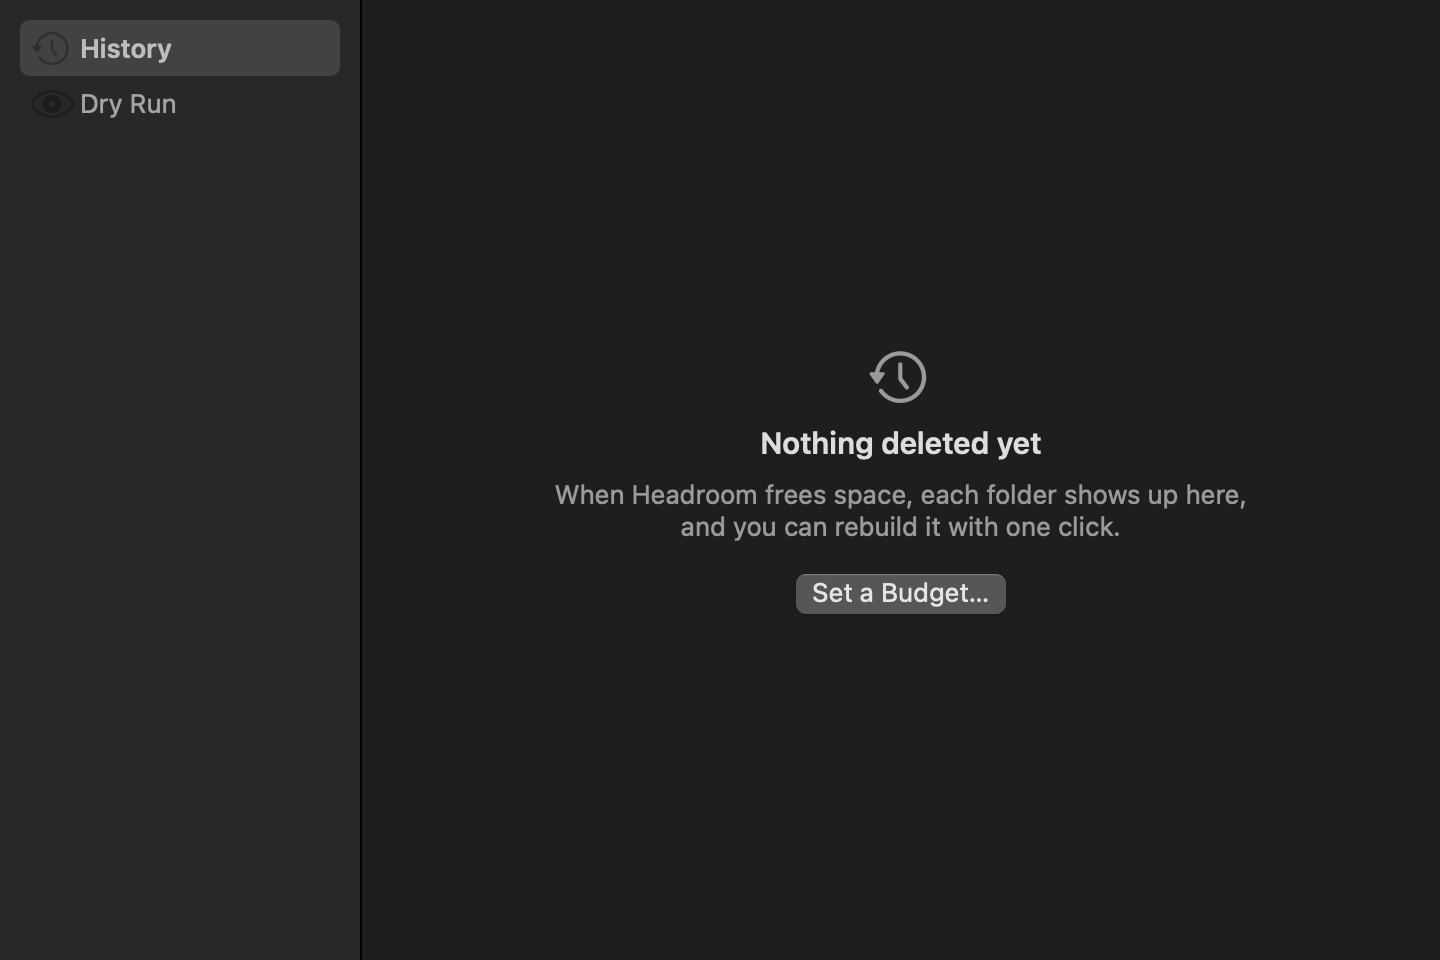 History
Dry Run
Nothing deleted yet
When Headroom frees space, each folder shows up here,
and you can rebuild it with one click.
Set a Budget...